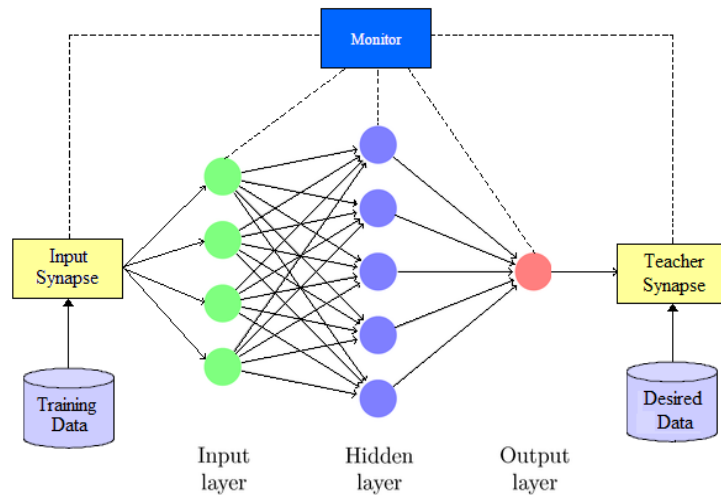 Monitor
Input
Synapse
Teacher
Synapse
Training
Data
Desired
Data
Input
layer
Hidden
layer
Output
layer